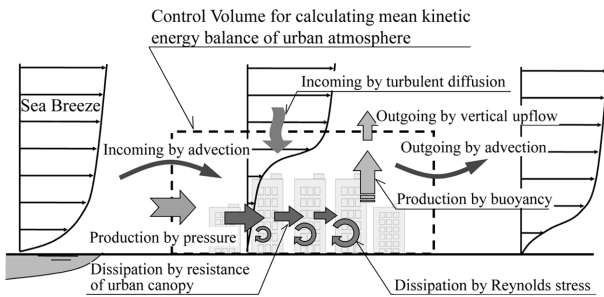 Control Volume for calculating mean kinetic
energy balance of urban atmosphere
Incoming by turbulent diffusion
Sea Breeze
Outgoing by vertical upflow
Incoming by advection
Outgoing by advection
Production by buoyancy
Production by pressure
Dissipation by resistance
of urban canopy
Dissipation by Reynolds stress